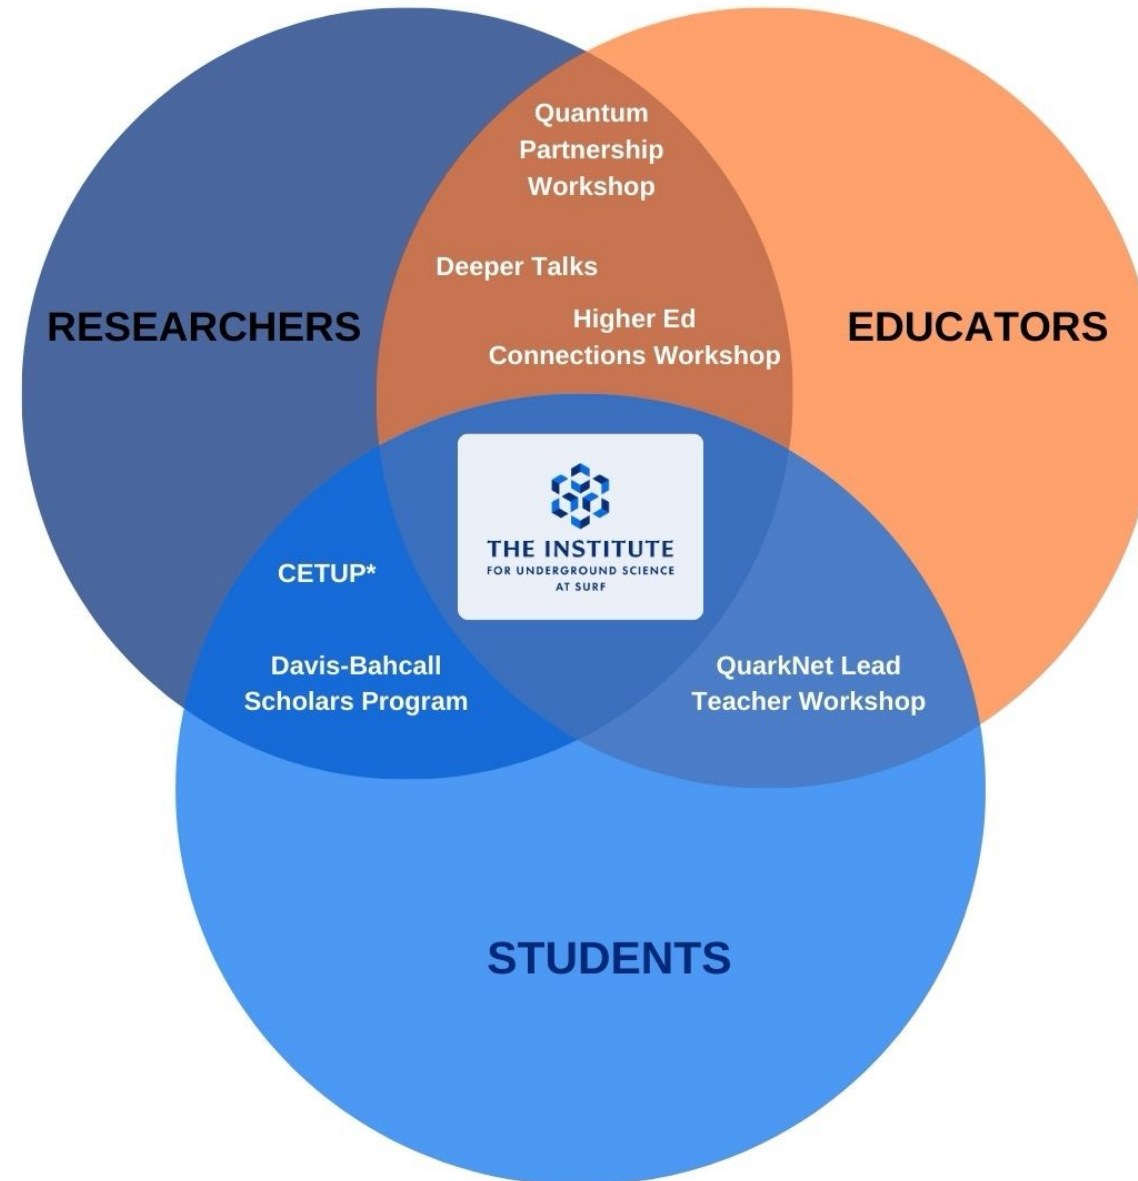 Quantum
Partnership
Workshop
Deeper Talks
Higher Ed
Connections Workshop
RESEARCHERS
EDUCATORS
THE INSTITUTE
FOR UNDERGROUND SCIENCE
AT SURF
CETUP*
Davis-Bahcall
Scholars Program
QuarkNet Lead
Teacher Workshop
STUDENTS